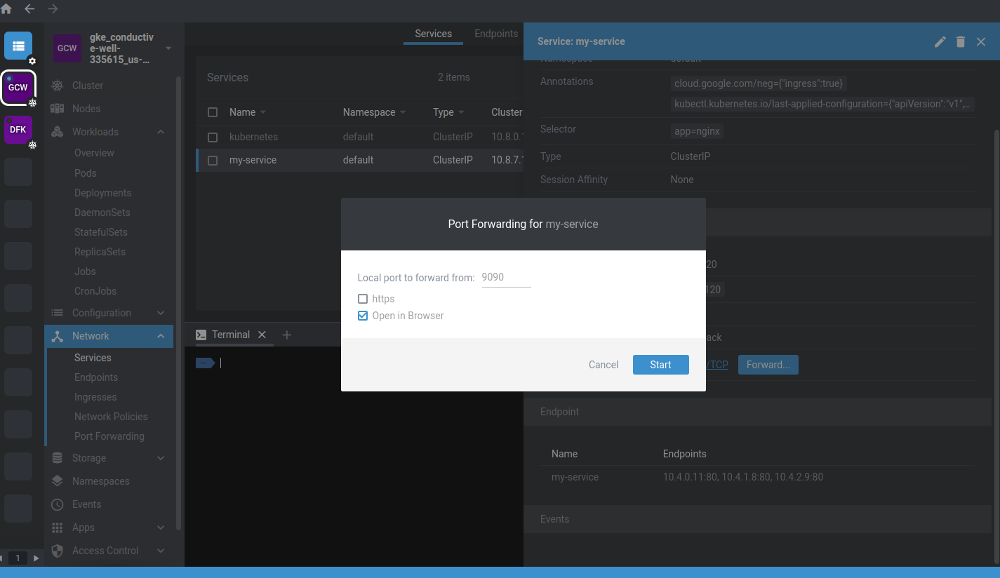 GCW
gke_conductiv
e-well-
335615_us-...
Services
Endpoints
Service: my-service
GCW
DFK
1
Cluster
Nodes
Workloads
Overview
Pods
Deployments
DaemonSets
StatefulSets
ReplicaSets
Jobs
CronJobs
Configuration
Network
Services
Endpoints
Ingresses
Network Policies
Port Forwarding
Storage
Namespaces
Events
Apps
Access Control
Services 2 items
Name Namespace Type Cluster
kubernetes default ClusterIP 10.8.0.
my-service default ClusterIP 10.8.7.
Terminal
~
Namespace default
Annotations cloud.google.com/neg={"ingress":true}
kubectl.kubernetes.io/last-applied-configuration={"apiVersion":"v1",...
Selector app=nginx
Type ClusterIP
Session Affinity None
20
120
ack
/TCP Forward...
Endpoint
Name Endpoints
my-service 10.4.0.11:80, 10.4.1.8:80, 10.4.2.9:80
Events
Port Forwarding for my-service
Local port to forward from: 9090
https
Open in Browser
Cancel Start